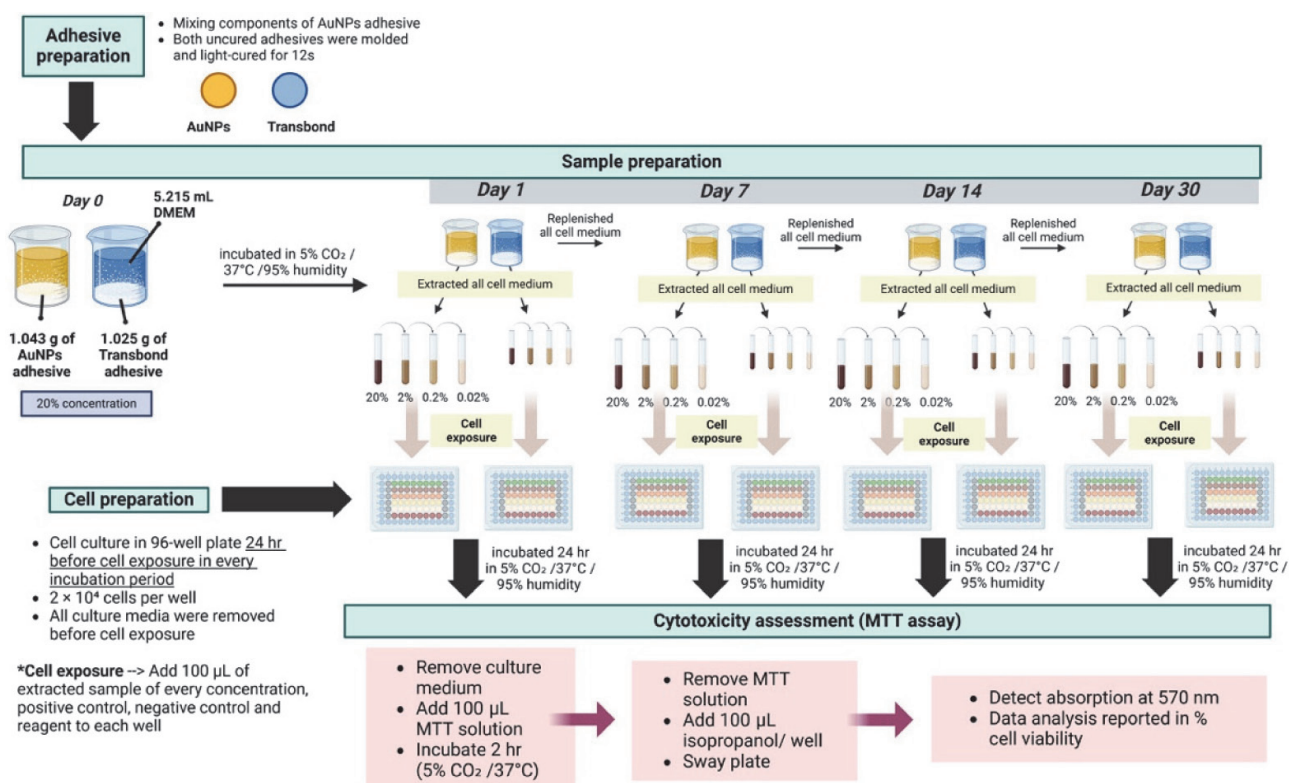 Adhesive
preparation
• Mixing components of AuNPs adhesive
• Both uncured adhesives were molded
and light-cured for 12s
AuNPs
Transbond
Sample preparation
Day 0
5.215 mL
DMEM
1.043 g of
AuNPs
adhesive
1.025 g of
Transbond
adhesive
20% concentration
incubated in 5% CO₂ /
37°C /95% humidity
Day 1
Day 7
Day 14
Day 30
Replenished
all cell medium
Replenished
all cell medium
Replenished
all cell medium
Extracted all cell medium
Extracted all cell medium
Extracted all cell medium
Extracted all cell medium
20% 2% 0.2% 0.02%
20% 2% 0.2% 0.02%
20% 2% 0.2% 0.02%
20% 2% 0.2% 0.02%
Cell
exposure
Cell
exposure
Cell
exposure
Cell
exposure
Cell preparation
• Cell culture in 96-well plate 24 hr
before cell exposure in every
incubation period
• 2 × 10⁴ cells per well
• All culture media were removed
before cell exposure
*Cell exposure --> Add 100 µL of
extracted sample of every concentration,
positive control, negative control and
reagent to each well
incubated 24 hr
in 5% CO₂ /37°C /
95% humidity
incubated 24 hr
in 5% CO₂ /37°C /
95% humidity
incubated 24 hr
in 5% CO₂ /37°C /
95% humidity
incubated 24 hr
in 5% CO₂ /37°C /
95% humidity
Cytotoxicity assessment (MTT assay)
• Remove culture
medium
• Add 100 µL
MTT solution
• Incubate 2 hr
(5% CO₂ /37°C)
• Remove MTT
solution
• Add 100 µL
isopropanol/ well
• Sway plate
• Detect absorption at 570 nm
• Data analysis reported in %
cell viability